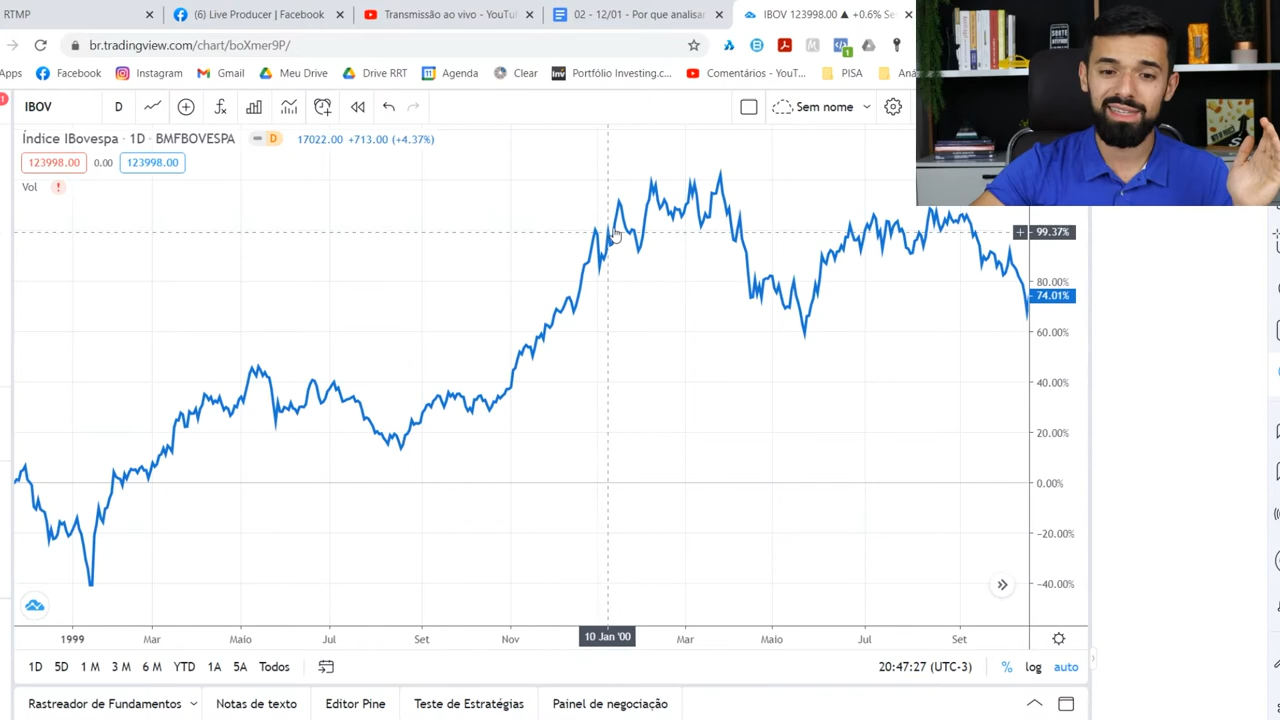 RTMP
(6) Live Producer | Facebook
Transmissão ao vivo - YouTu
02 - 12/01 - Por que analisar
IBOV 123998.00 ▲ +0.6% Se
br.tradingview.com/chart/boXmer9P/
Apps Facebook Instagram Gmail Meu Drive Drive RRT Agenda Clear Portfólio Investing.c... Comentários - YouT... PISA Aná
IBOV D Sem nome
Índice IBovespa · 1D · BMFBOVESPA D 17022.00 +713.00 (+4.37%)
123998.00 0.00 123998.00
Vol
SORTE
99.37%
80.00%
74.01%
60.00%
40.00%
20.00%
0.00%
-20.00%
-40.00%
1999 Mar Maio Jul Set Nov 10 Jan '00 Mar Maio Jul Set
1D 5D 1 M 3 M 6 M YTD 1A 5A Todos 20:47:27 (UTC-3) % log auto
Rastreador de Fundamentos Notas de texto Editor Pine Teste de Estratégias Painel de negociação